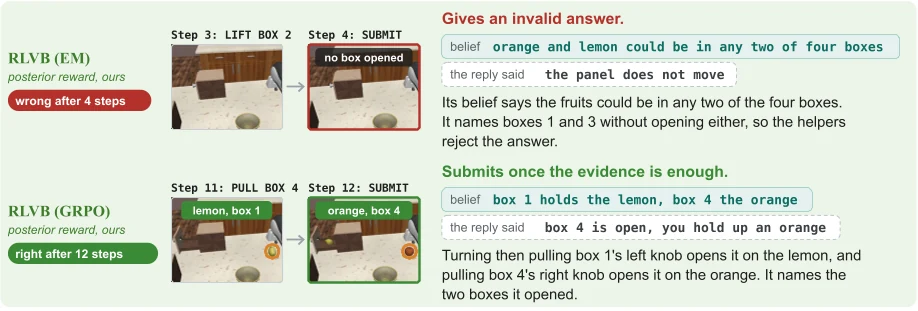 Gives an invalid answer.
Step 3: LIFT BOX 2 Step 4: SUBMIT
RLVB (EM)
posterior reward, ours
wrong after 4 steps
no box opened
belief orange and lemon could be in any two of four boxes
the reply said the panel does not move
Its belief says the fruits could be in any two of the four boxes.
It names boxes 1 and 3 without opening either, so the helpers
reject the answer.
Submits once the evidence is enough.
Step 11: PULL BOX 4 Step 12: SUBMIT
RLVB (GRPO)
posterior reward, ours
right after 12 steps
lemon, box 1
orange, box 4
belief box 1 holds the lemon, box 4 the orange
the reply said box 4 is open, you hold up an orange
Turning then pulling box 1's left knob opens it on the lemon, and
pulling box 4's right knob opens it on the orange. It names the
two boxes it opened.